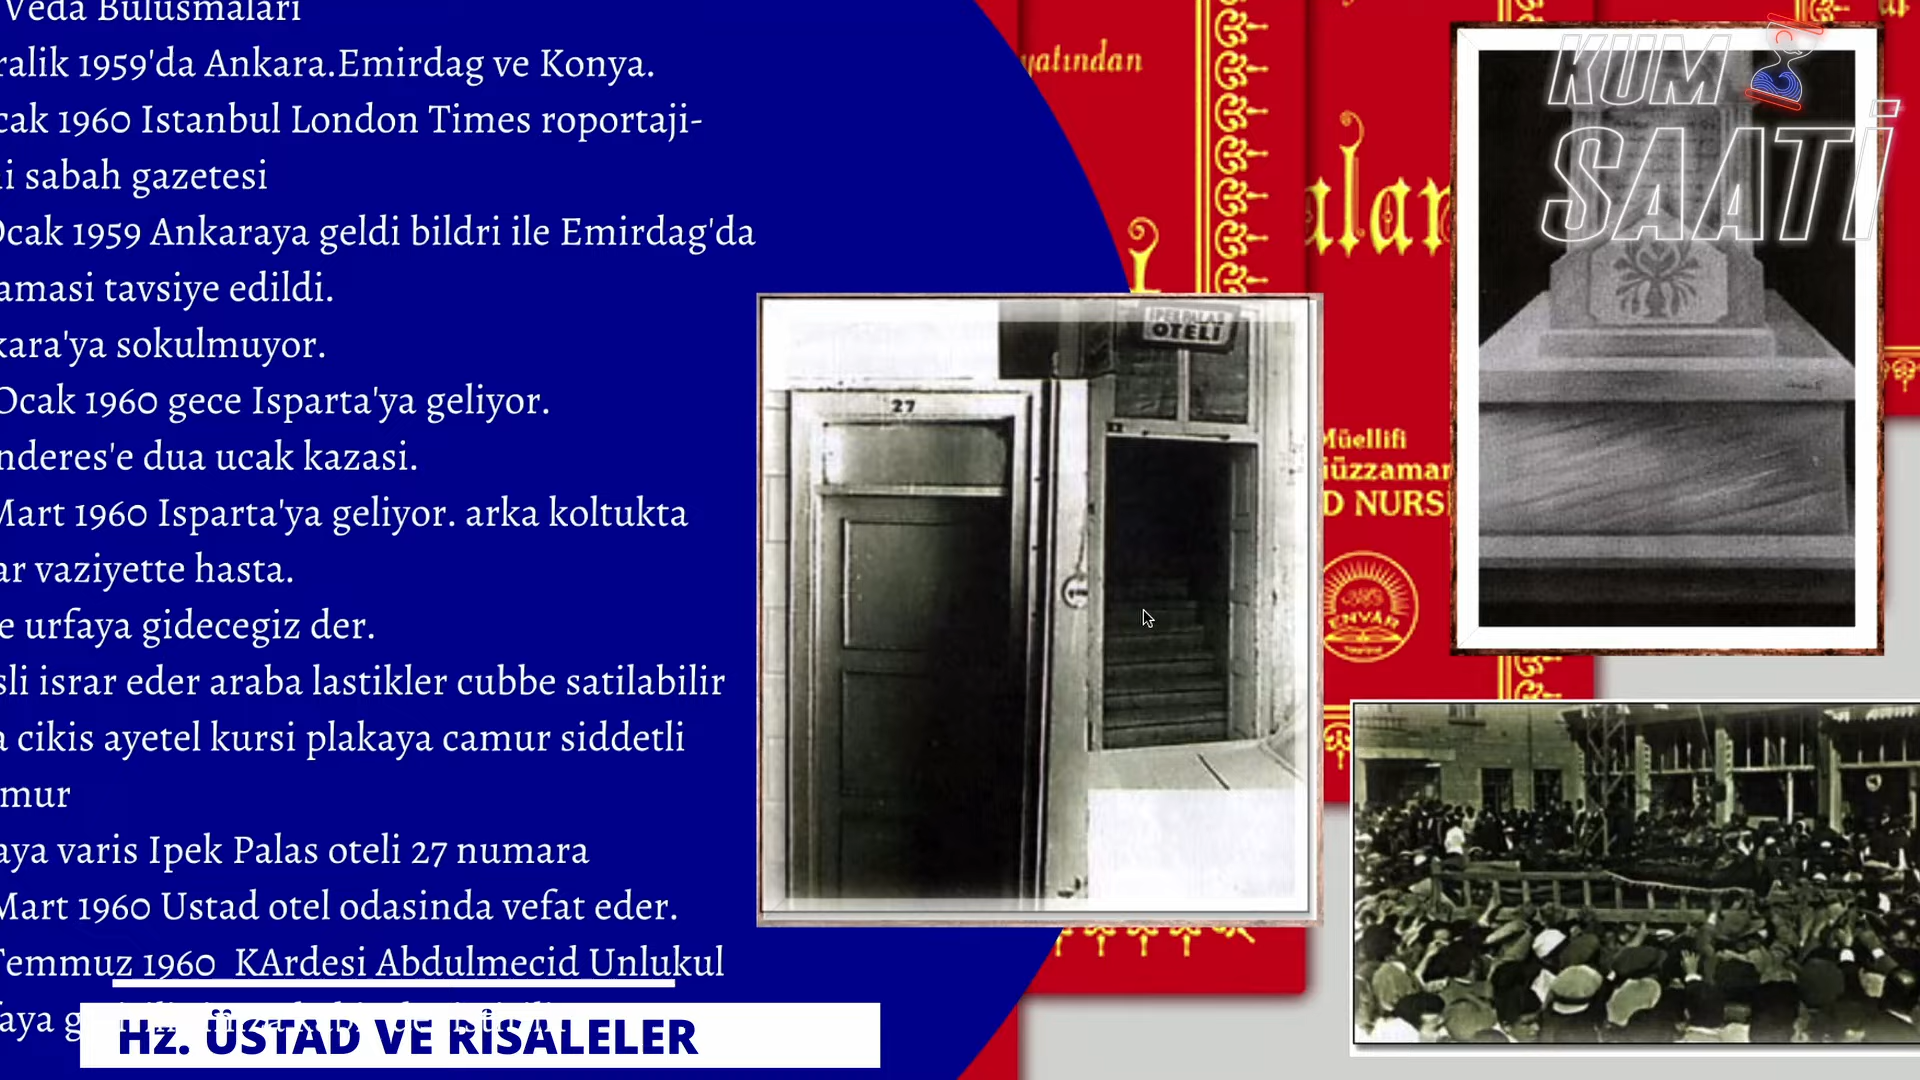 Veda Bulusmalari
ralik 1959'da Ankara.Emirdag ve Konya.
cak 1960 Istanbul London Times roportaji-
i sabah gazetesi
Ocak 1959 Ankaraya geldi bildri ile Emirdag'da
amasi tavsiye edildi.
kara'ya sokulmuyor.
Ocak 1960 gece Isparta'ya geliyor.
nderes'e dua ucak kazasi.
Mart 1960 Isparta'ya geliyor. arka koltukta
ar vaziyette hasta.
e urfaya gidecegiz der.
sli israr eder araba lastikler cubbe satilabilir
a cikis ayetel kursi plakaya camur siddetli
mur
aya varis Ipek Palas oteli 27 numara
Mart 1960 Ustad otel odasinda vefat eder.
Temmuz 1960 KArdesi Abdulmecid Unlukul
faya
Hz. ÜSTAD VE RİSALELER
İPEKPALAS
OTELİ
27
yatından
alar
Müellifi
iüzzaman
D NURSİ
ENVÂR
KUM
SAATİ